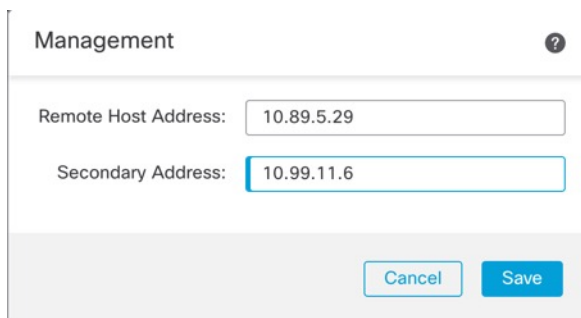 Management
?
Remote Host Address: 10.89.5.29
Secondary Address: 10.99.11.6
Cancel Save